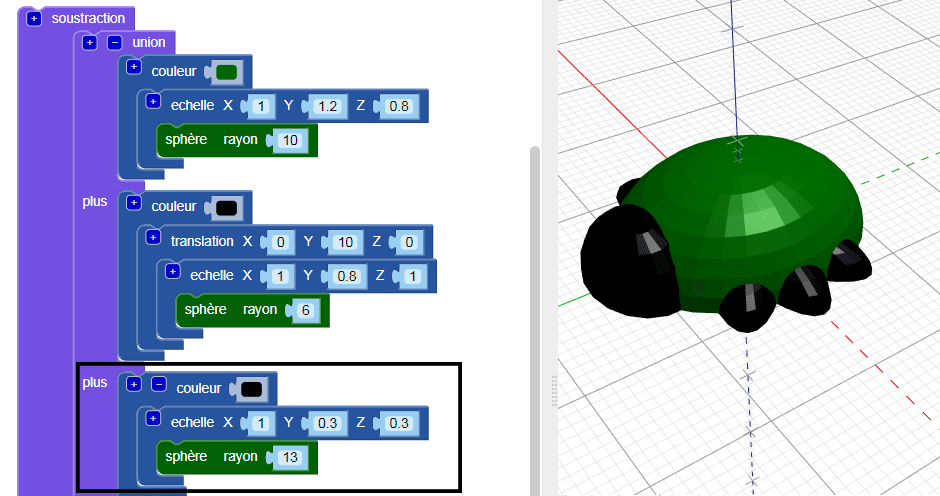 + soustraction
+ − union
+ couleur
+ echelle X 1 Y 1.2 Z 0.8
sphère rayon 10
plus + couleur
+ translation X 0 Y 10 Z 0
+ echelle X 1 Y 0.8 Z 1
sphère rayon 6
plus + − couleur
+ echelle X 1 Y 0.3 Z 0.3
sphère rayon 13